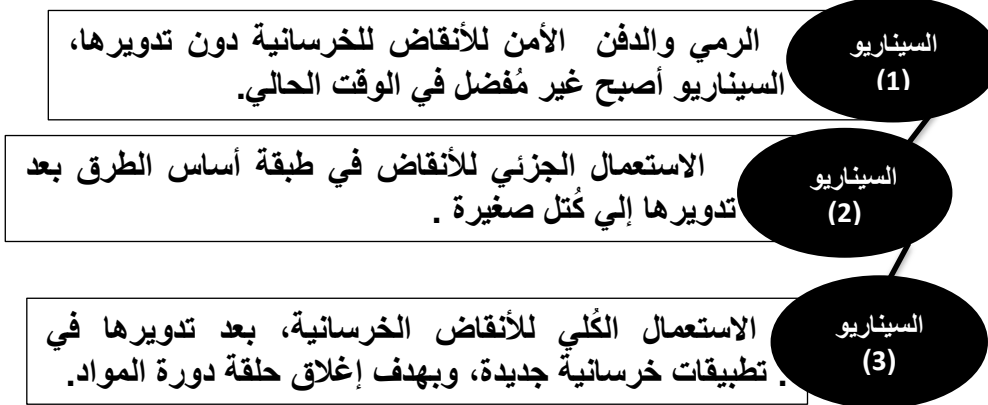 السيناريو
(1)
الرمي والدفن الأمن للأنقاض للخرسانية دون تدويرها،
السيناريو أصبح غير مُفضل في الوقت الحالي.
السيناريو
(2)
الاستعمال الجزئي للأنقاض في طبقة أساس الطرق بعد
تدويرها إلي كُتل صغيرة .
السيناريو
(3)
الاستعمال الكُلي للأنقاض الخرسانية، بعد تدويرها في
تطبيقات خرسانية جديدة، وبهدف إغلاق حلقة دورة المواد.